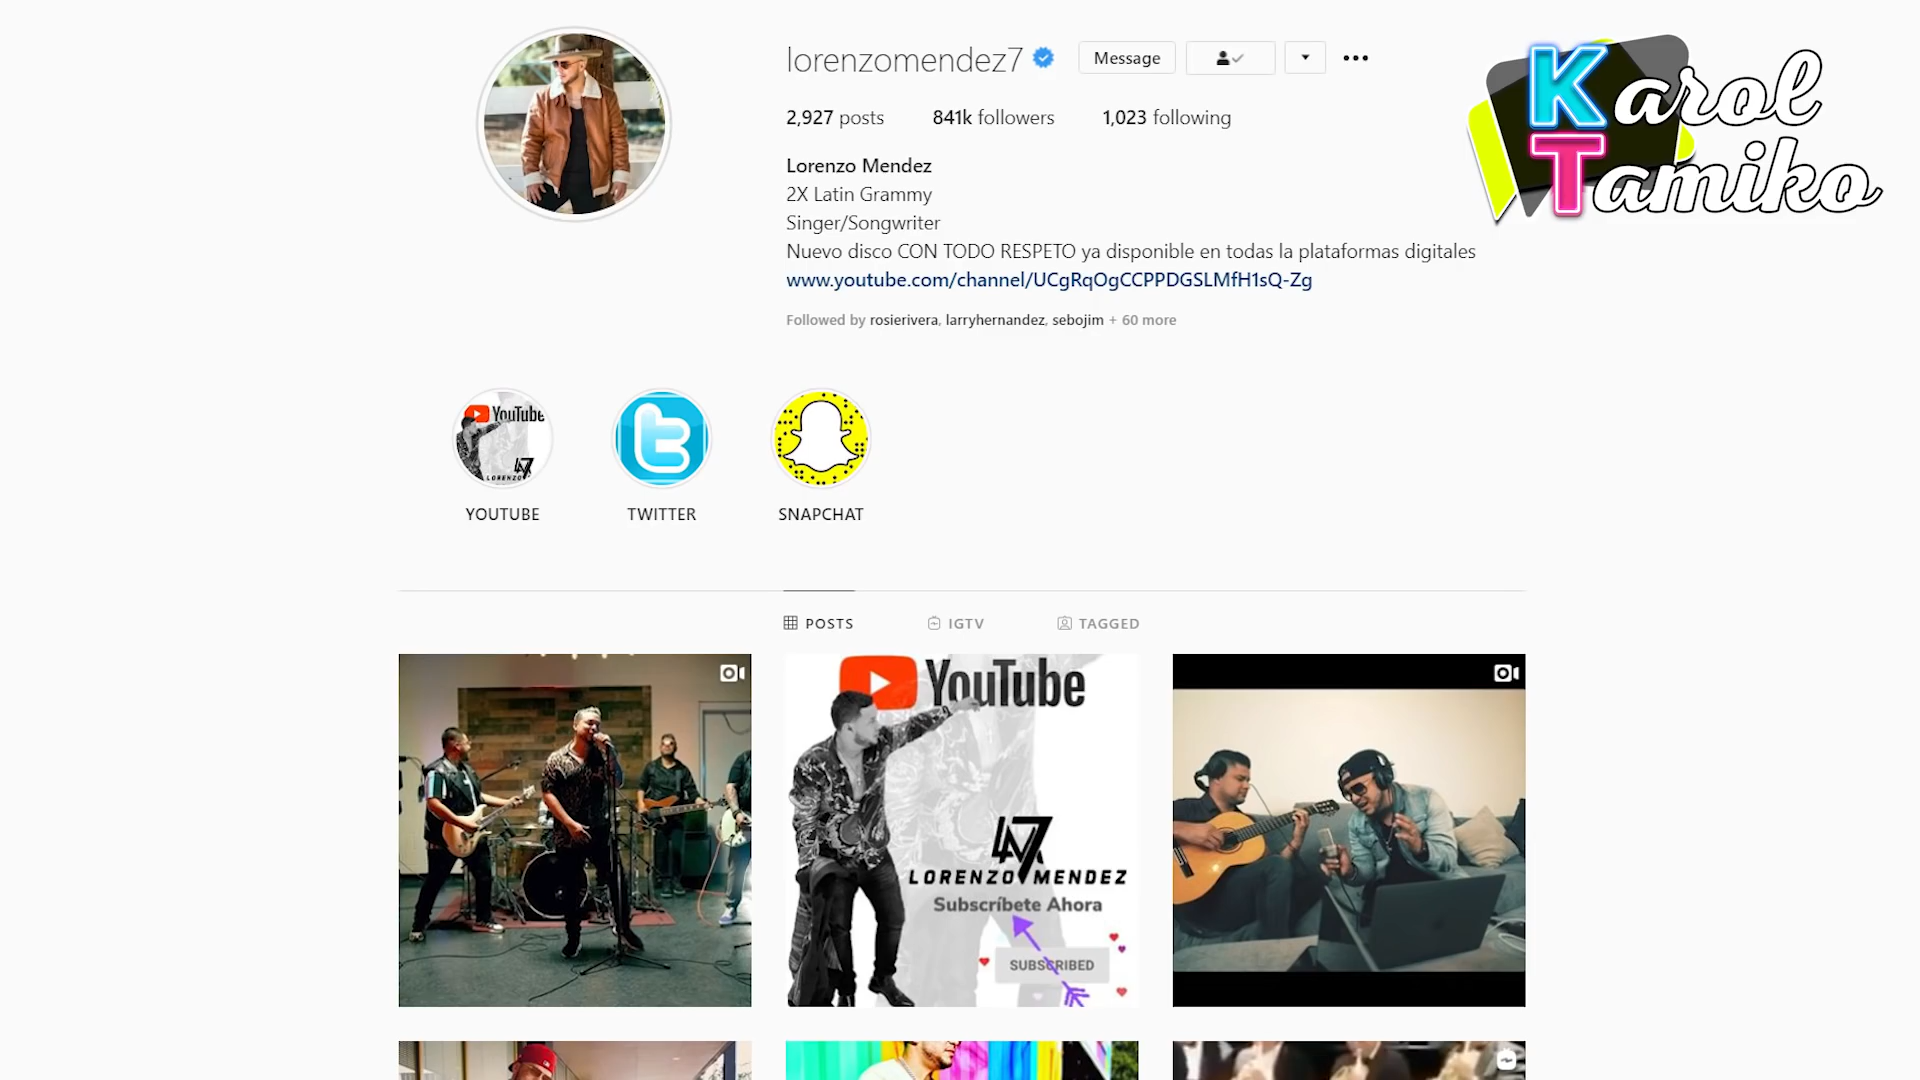 lorenzomendez7
Message
2,927 posts
841k followers
1,023 following
Lorenzo Mendez
2X Latin Grammy
Singer/Songwriter
Nuevo disco CON TODO RESPETO ya disponible en todas la plataformas digitales
www.youtube.com/channel/UCgRqOgCCPPDGSLMfH1sQ-Zg
Followed by rosierivera, larryhernandez, sebojim + 60 more
Karol
Tamiko
YouTube
LORENZO
YOUTUBE
TWITTER
SNAPCHAT
POSTS
IGTV
TAGGED
YouTube
LORENZO MENDEZ
Subscríbete Ahora
SUBSCRIBED